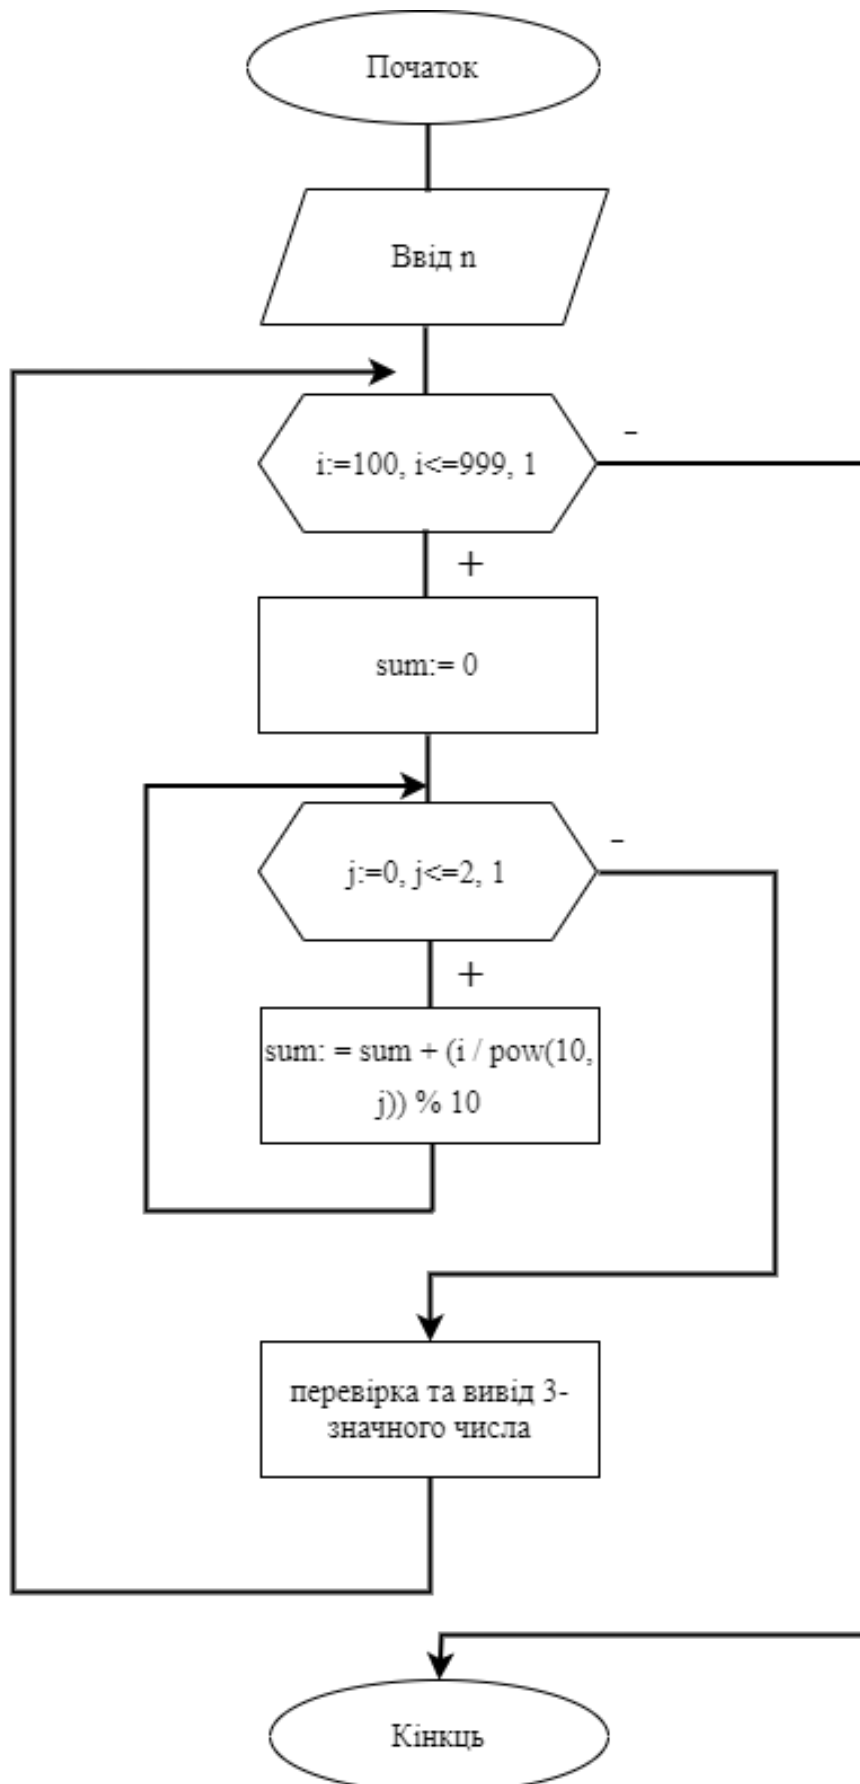 Початок
Ввід n
i:=100, i<=999, 1
-
+
sum:= 0
j:=0, j<=2, 1
-
+
sum: = sum + (i / pow(10,
j)) % 10
перевірка та вивід 3-
значного числа
Кінкць